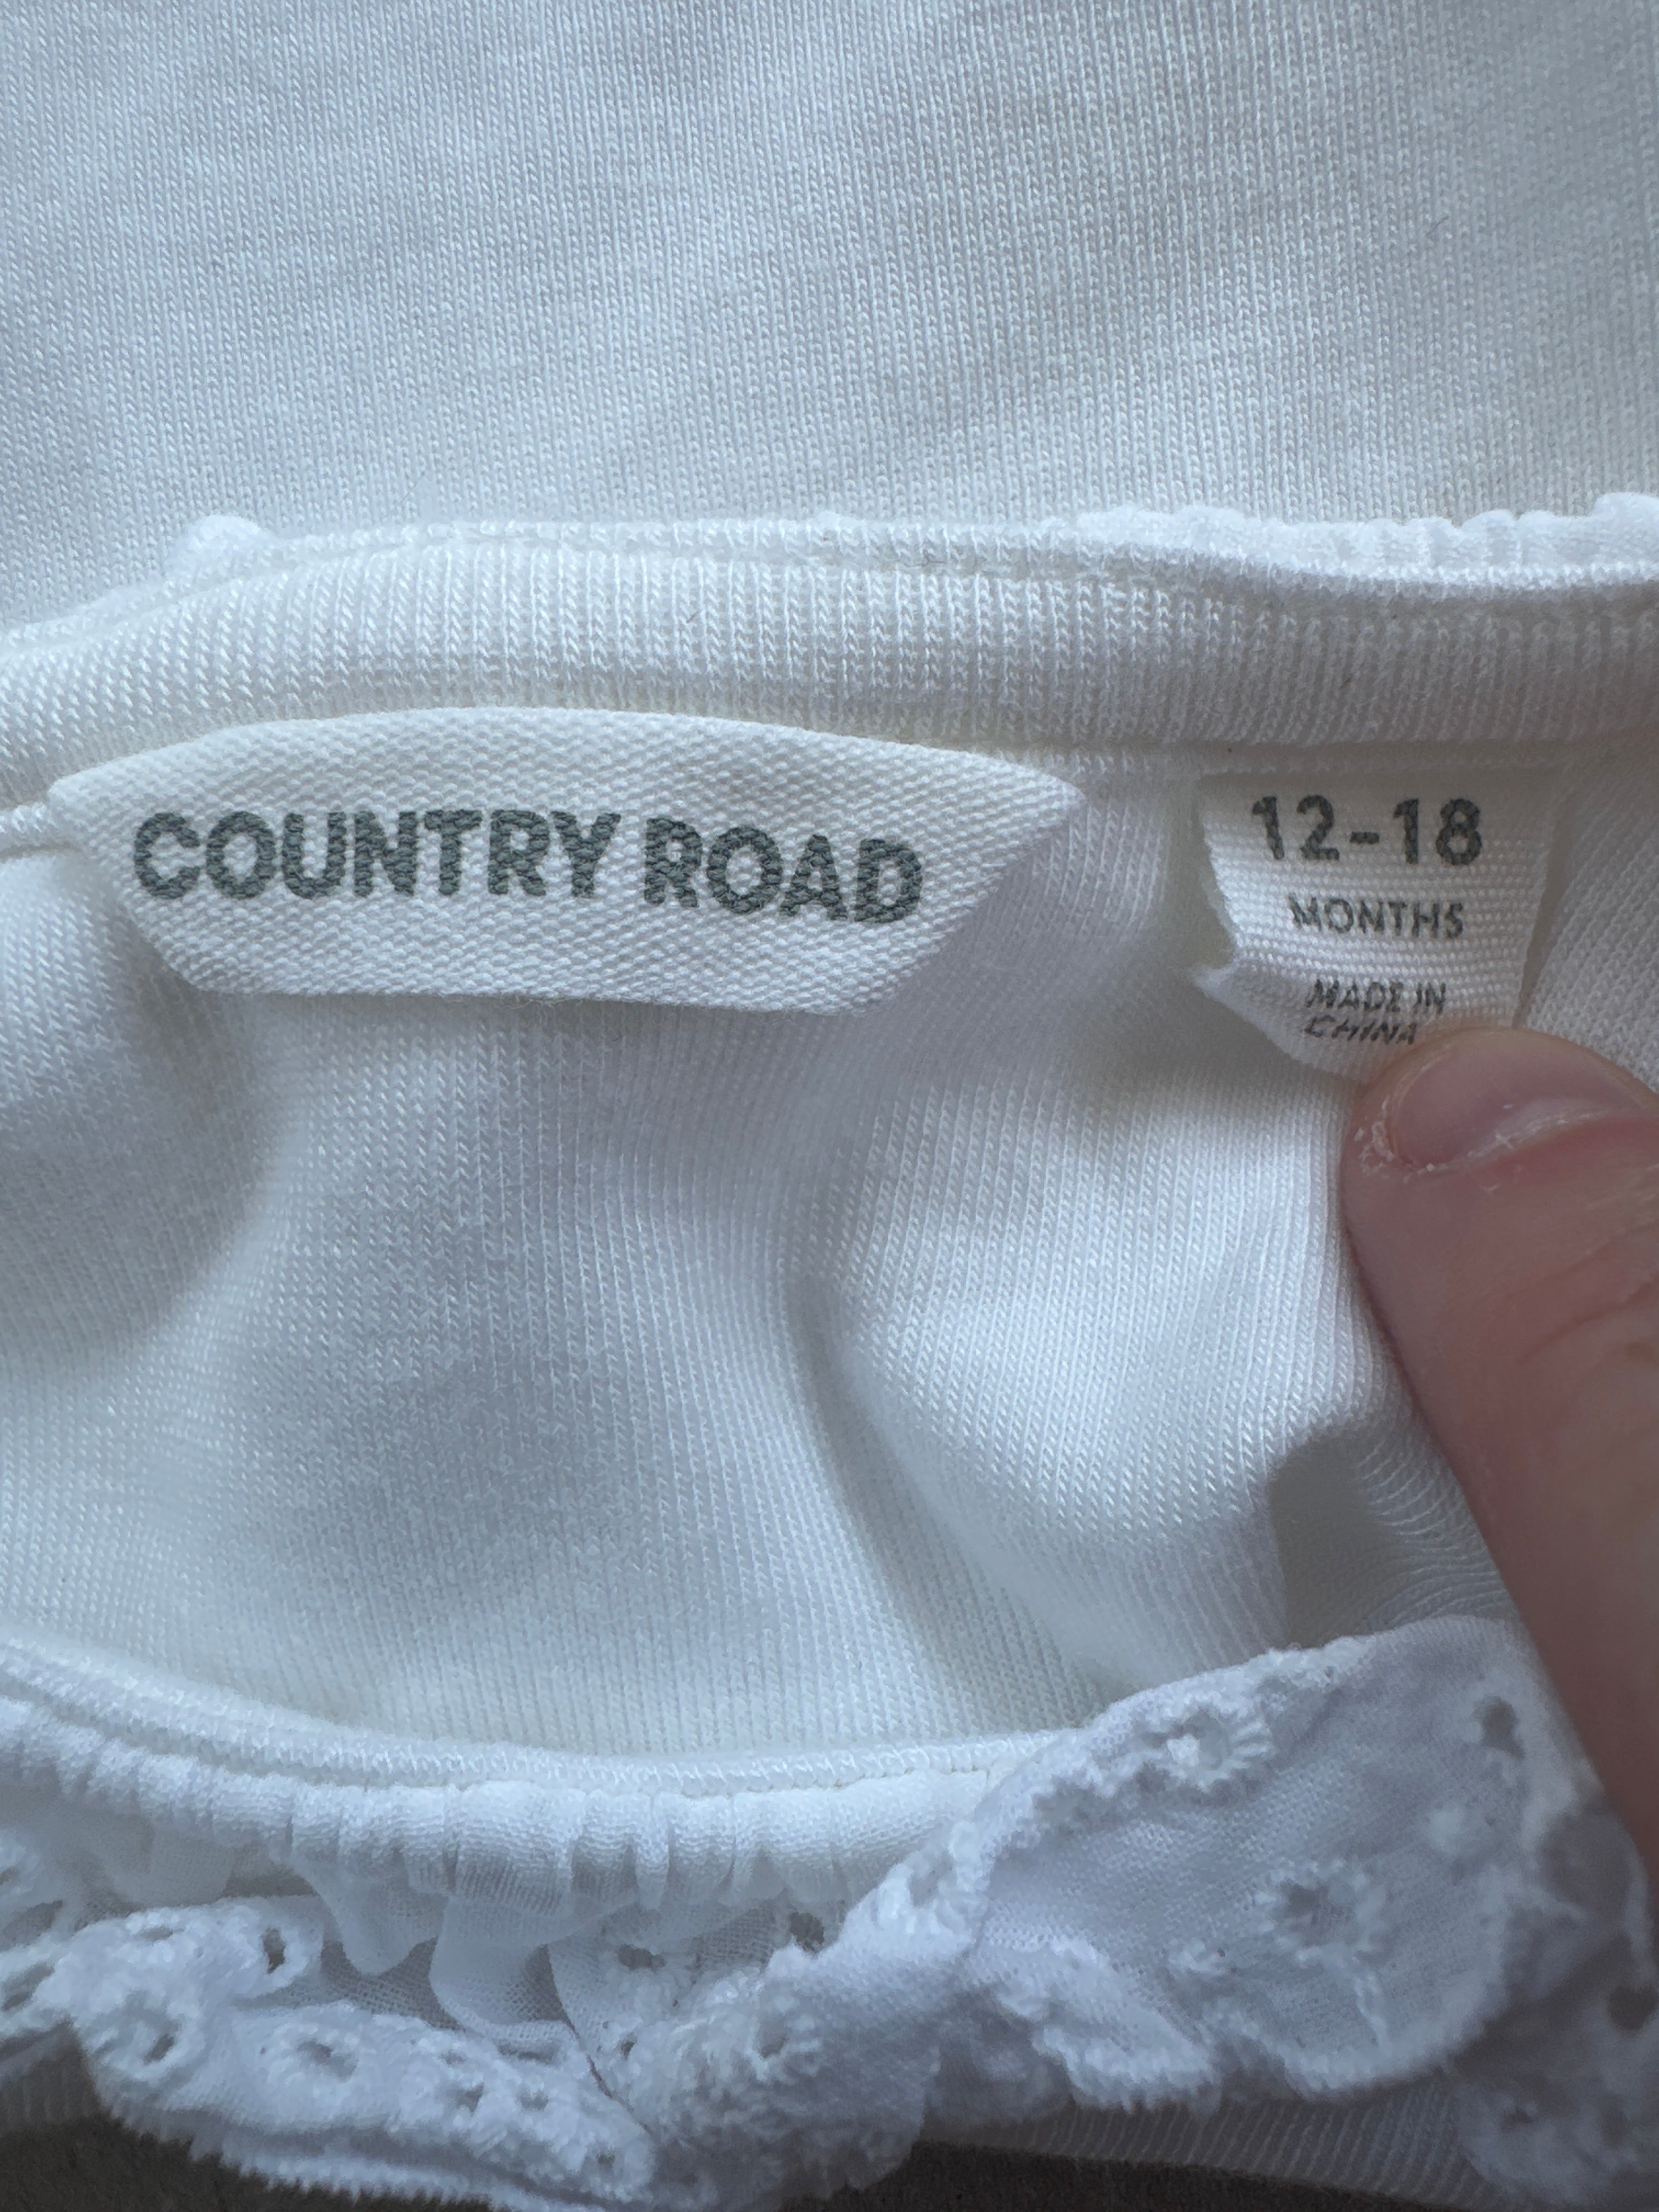 COUNTRY ROAD
12-18
MONTHS
MADE IN
CHINA